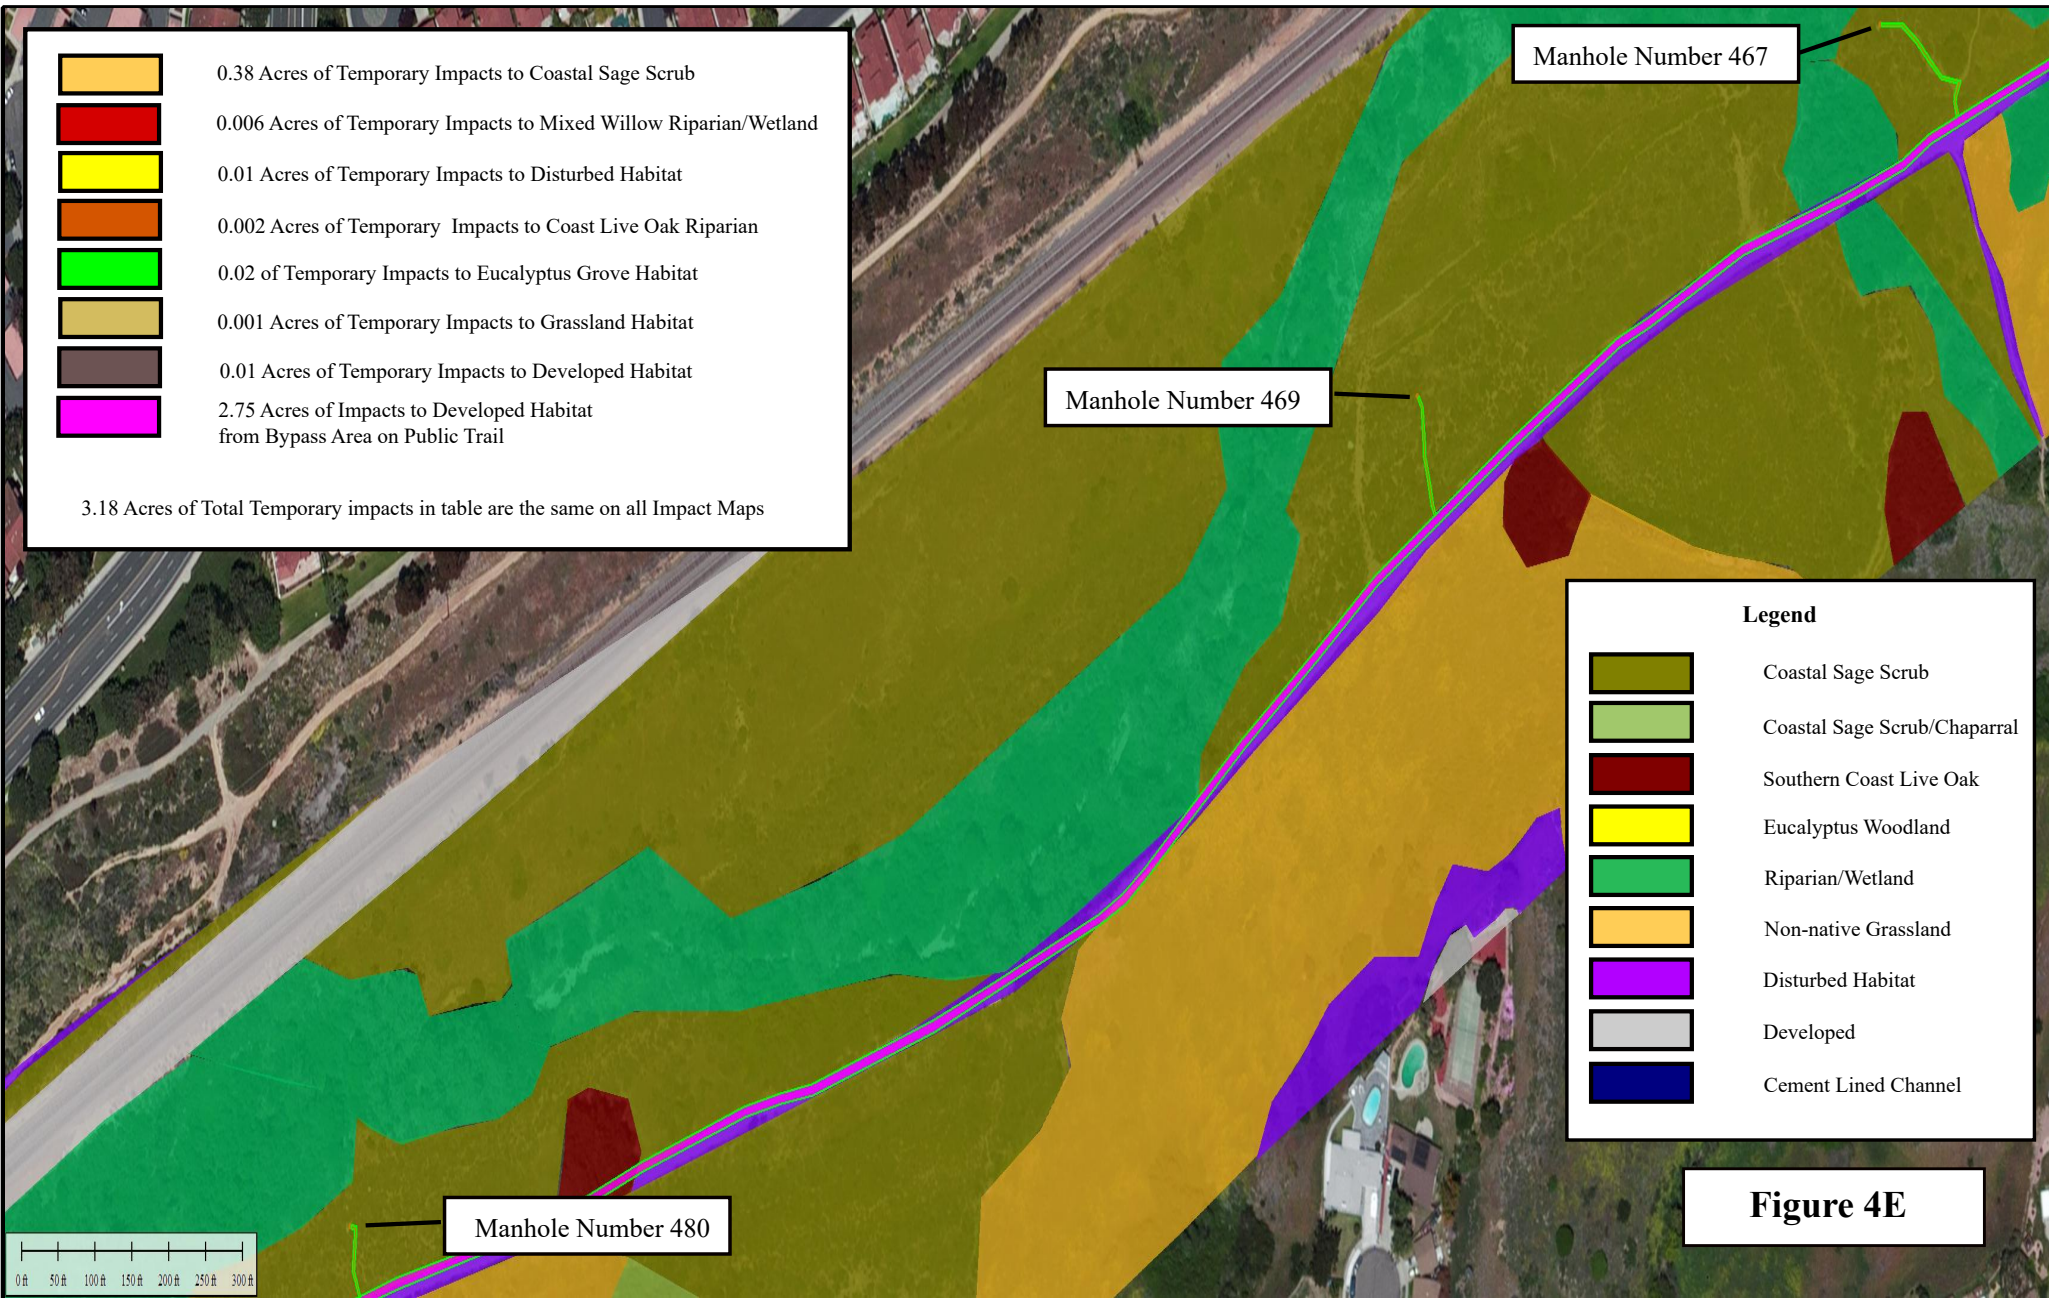 0.38 Acres of Temporary Impacts to Coastal Sage Scrub
0.006 Acres of Temporary Impacts to Mixed Willow Riparian/Wetland
0.01 Acres of Temporary Impacts to Disturbed Habitat
0.002 Acres of Temporary Impacts to Coast Live Oak Riparian
0.02 of Temporary Impacts to Eucalyptus Grove Habitat
0.001 Acres of Temporary Impacts to Grassland Habitat
0.01 Acres of Temporary Impacts to Developed Habitat
2.75 Acres of Impacts to Developed Habitat
from Bypass Area on Public Trail
3.18 Acres of Total Temporary impacts in table are the same on all Impact Maps
Manhole Number 467
Manhole Number 469
Legend
Coastal Sage Scrub
Coastal Sage Scrub/Chaparral
Southern Coast Live Oak
Eucalyptus Woodland
Riparian/Wetland
Non-native Grassland
Disturbed Habitat
Developed
Cement Lined Channel
Manhole Number 480
Figure 4E
0 ft 50 ft 100 ft 150 ft 200 ft 250 ft 300 ft